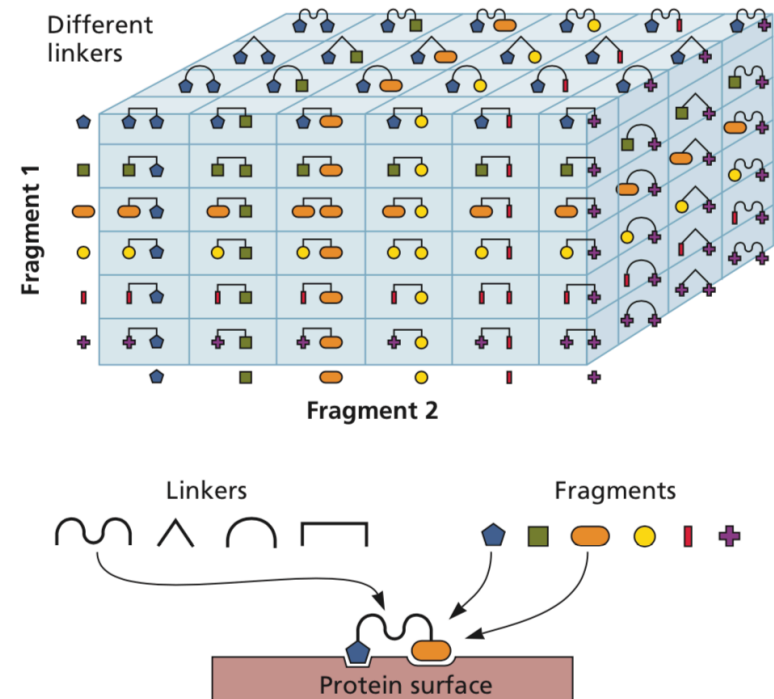 Different
linkers
Fragment 1
Fragment 2
Linkers
Fragments
Protein surface